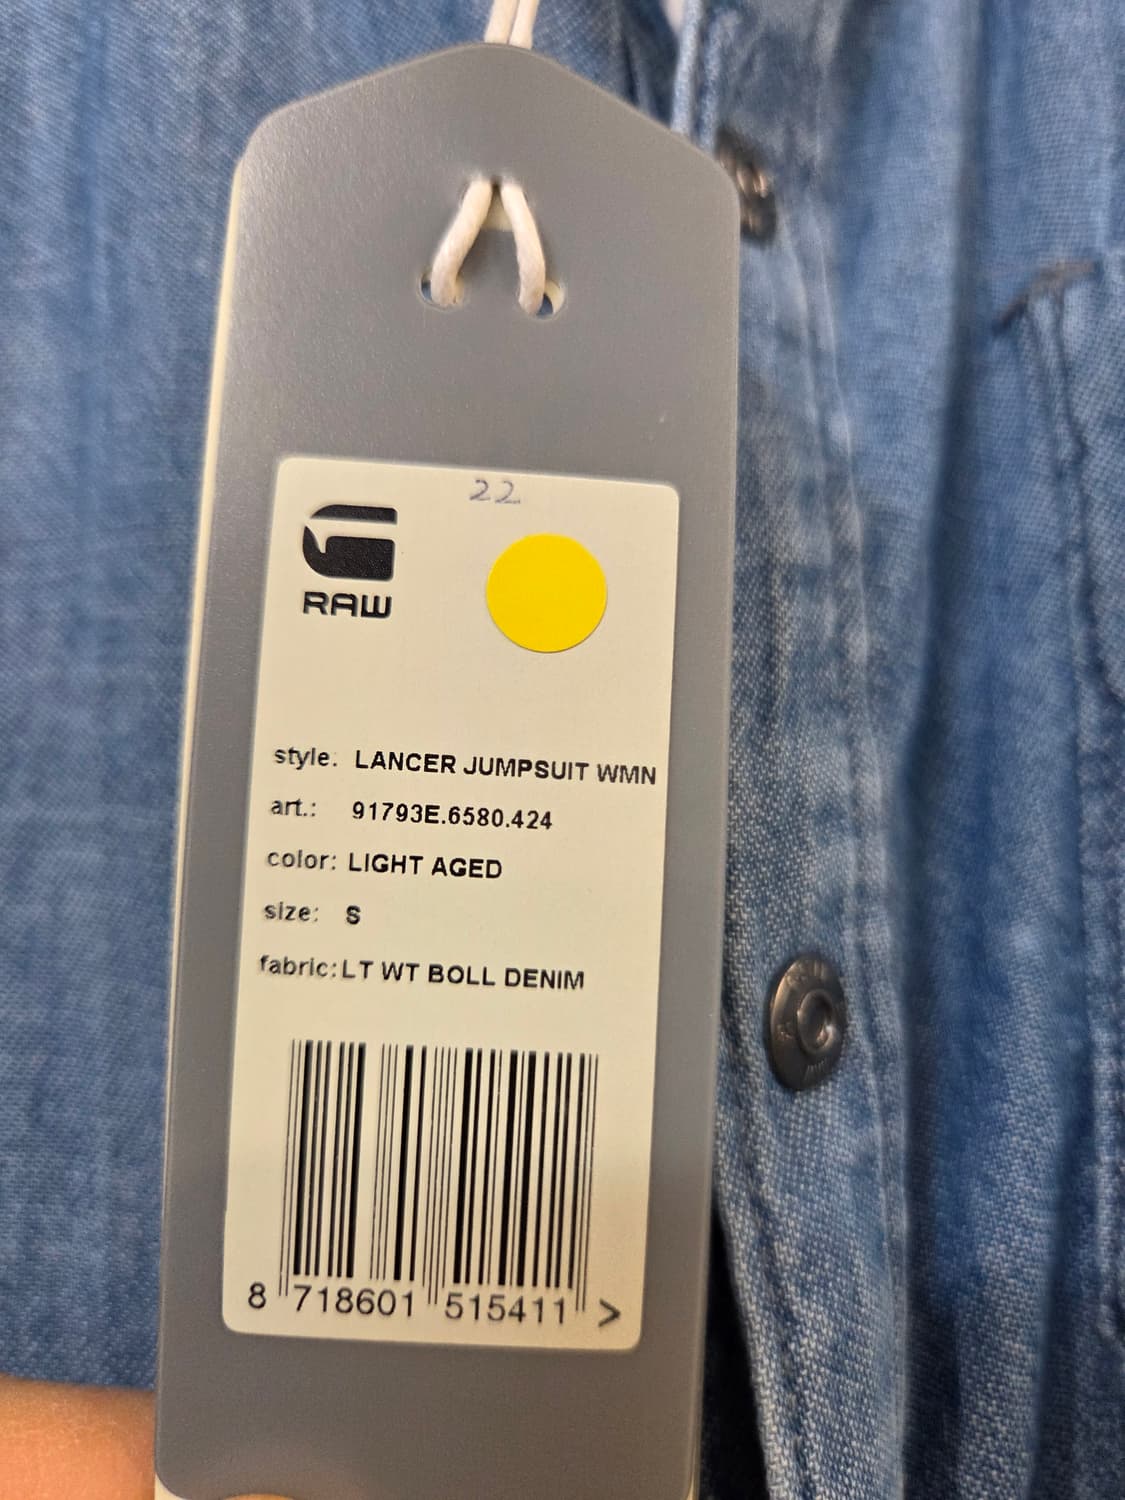 22
RAW
style: LANCER JUMPSUIT WMN
art.: 91793E.6580.424
color: LIGHT AGED
size: S
fabric: LT WT BOLL DENIM
8 718601 515411 >